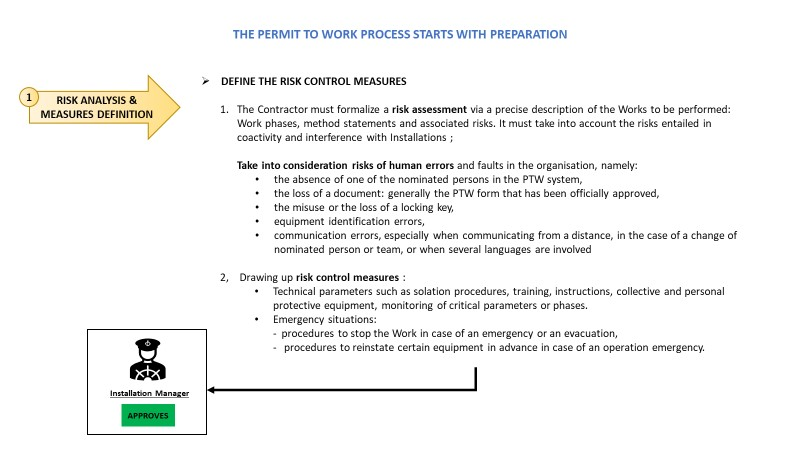 THE PERMIT TO WORK PROCESS STARTS WITH PREPARATION
1
RISK ANALYSIS &
MEASURES DEFINITION
➢ DEFINE THE RISK CONTROL MEASURES
1. The Contractor must formalize a risk assessment via a precise description of the Works to be performed:
Work phases, method statements and associated risks. It must take into account the risks entailed in
coactivity and interference with Installations ;
Take into consideration risks of human errors and faults in the organisation, namely:
• the absence of one of the nominated persons in the PTW system,
• the loss of a document: generally the PTW form that has been officially approved,
• the misuse or the loss of a locking key,
• equipment identification errors,
• communication errors, especially when communicating from a distance, in the case of a change of
nominated person or team, or when several languages are involved
2, Drawing up risk control measures :
• Technical parameters such as solation procedures, training, instructions, collective and personal
protective equipment, monitoring of critical parameters or phases.
• Emergency situations:
- procedures to stop the Work in case of an emergency or an evacuation,
- procedures to reinstate certain equipment in advance in case of an operation emergency.
Installation Manager
APPROVES